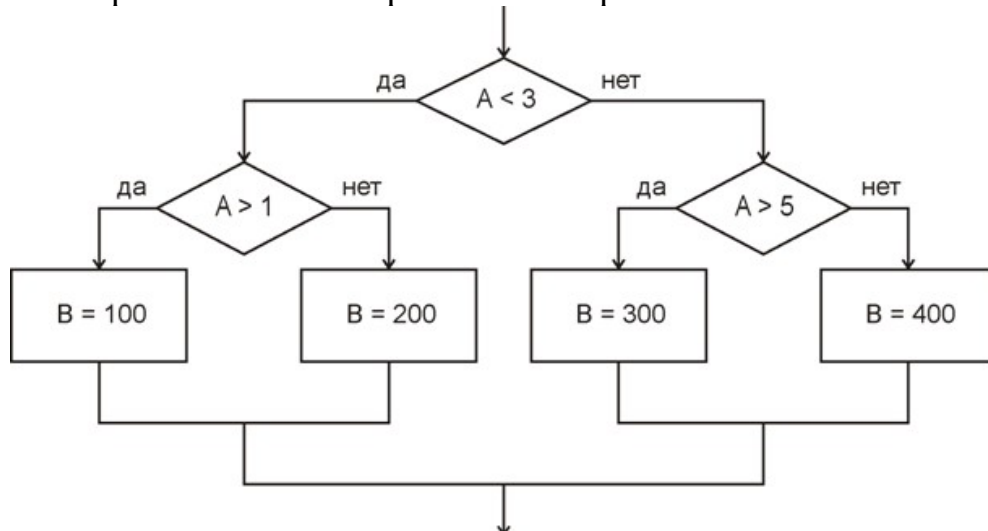 да
A < 3
нет
да
A > 1
нет
да
A > 5
нет
B = 100
B = 200
B = 300
B = 400